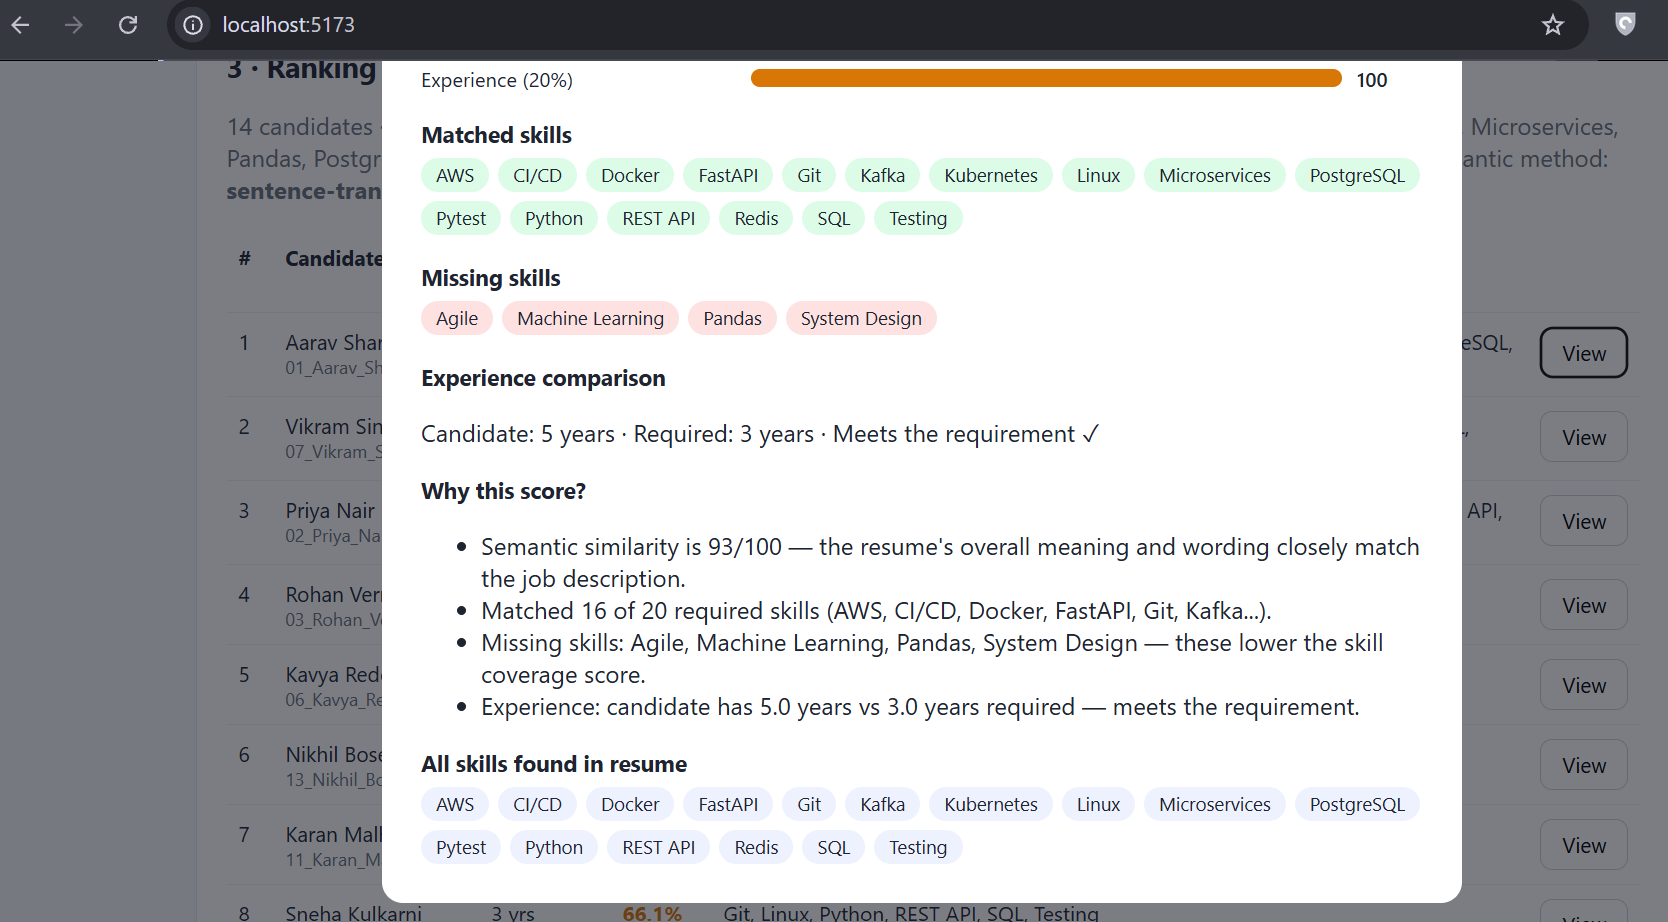 localhost:5173
3 · Ranking
Experience (20%) 100
14 candidates · Microservices,
Pandas, Postgr antic method:
sentence-tran
Matched skills
AWS CI/CD Docker FastAPI Git Kafka Kubernetes Linux Microservices PostgreSQL
Pytest Python REST API Redis SQL Testing
# Candidate
Missing skills
Agile Machine Learning Pandas System Design
1 Aarav Shar eSQL, View
01_Aarav_Sh
Experience comparison
2 Vikram Sin View
07_Vikram_S
Candidate: 5 years · Required: 3 years · Meets the requirement ✓
Why this score?
3 Priya Nair API, View
02_Priya_Na
Semantic similarity is 93/100 — the resume's overall meaning and wording closely match
the job description.
4 Rohan Ver View
03_Rohan_Ve
Matched 16 of 20 required skills (AWS, CI/CD, Docker, FastAPI, Git, Kafka...).
Missing skills: Agile, Machine Learning, Pandas, System Design — these lower the skill
coverage score.
5 Kavya Red View
06_Kavya_Re
Experience: candidate has 5.0 years vs 3.0 years required — meets the requirement.
6 Nikhil Bose View
13_Nikhil_Bo
All skills found in resume
AWS CI/CD Docker FastAPI Git Kafka Kubernetes Linux Microservices PostgreSQL
7 Karan Mall View
11_Karan_M
Pytest Python REST API Redis SQL Testing
8 Sneha Kulkarni 3 yrs 66.1% Git, Linux, Python, REST API, SQL, Testing